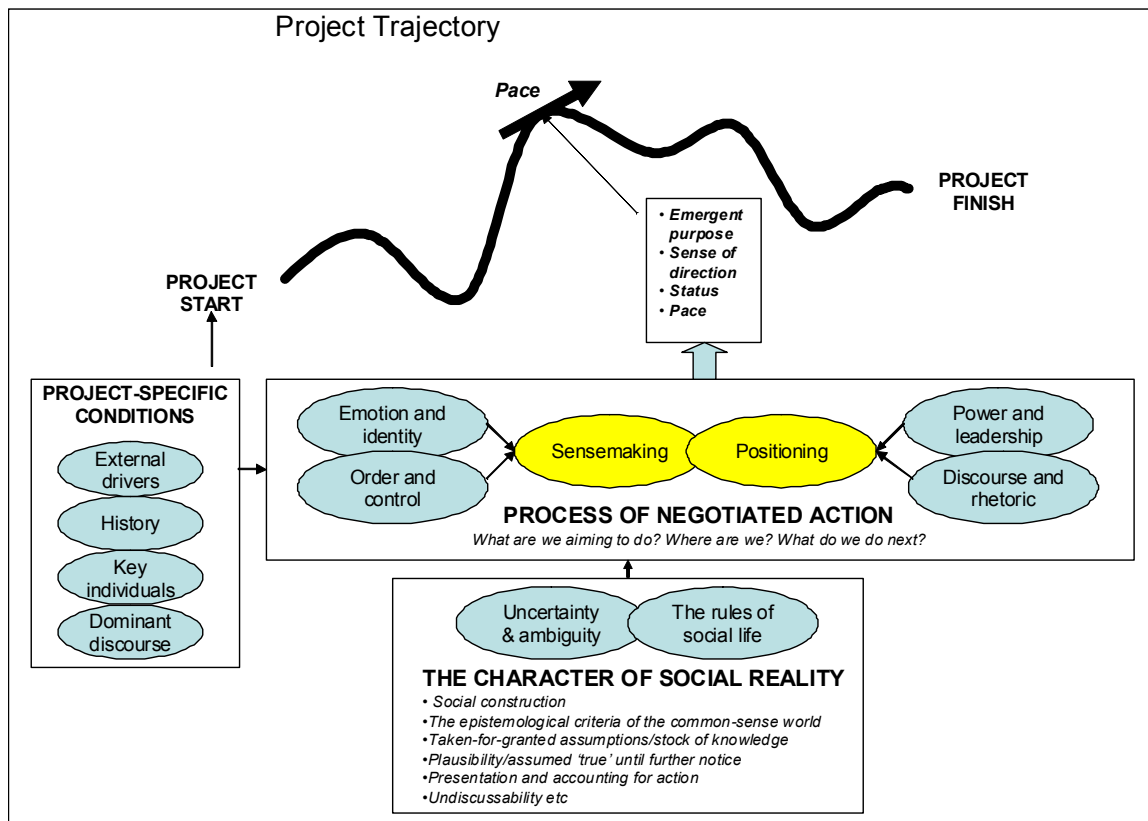 Project Trajectory
Pace
PROJECT
FINISH
• Emergent
purpose
• Sense of
direction
• Status
• Pace
PROJECT
START
PROJECT-SPECIFIC
CONDITIONS
External
drivers
History
Key
individuals
Dominant
discourse
Emotion and
identity
Order and
control
Sensemaking
Positioning
Power and
leadership
Discourse and
rhetoric
PROCESS OF NEGOTIATED ACTION
What are we aiming to do? Where are we? What do we do next?
Uncertainty
& ambiguity
The rules of
social life
THE CHARACTER OF SOCIAL REALITY
• Social construction
•The epistemological criteria of the common-sense world
•Taken-for-granted assumptions/stock of knowledge
•Plausibility/assumed ‘true’ until further notice
•Presentation and accounting for action
•Undiscussability etc